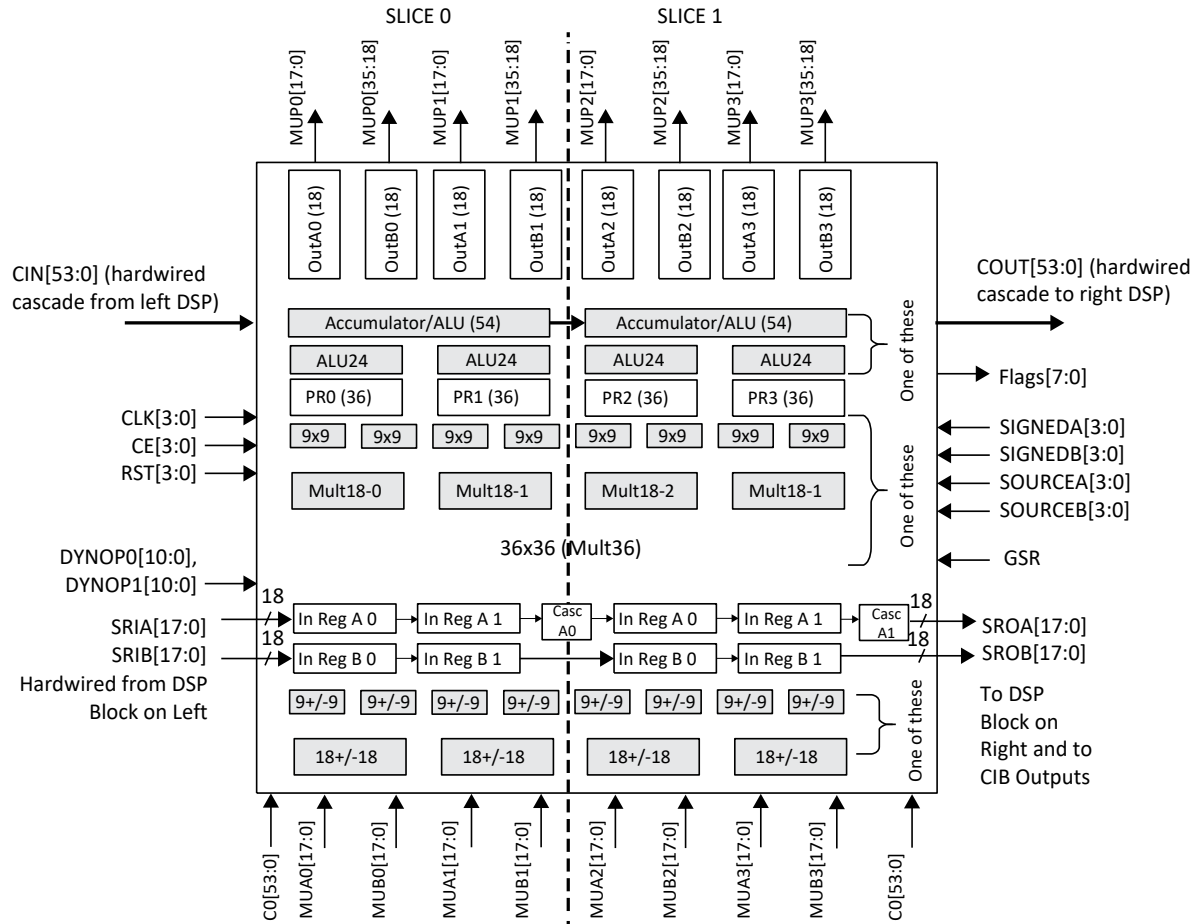 SLICE 0
SLICE 1
MUP0[17:0]
MUP0[35:18]
MUP1[17:0]
MUP1[35:18]
MUP2[17:0]
MUP2[35:18]
MUP3[17:0]
MUP3[35:18]
OutA0 (18)
OutB0 (18)
OutA1 (18)
OutB1 (18)
OutA2 (18)
OutB2 (18)
OutA3 (18)
OutB3 (18)
CIN[53:0] (hardwired
cascade from left DSP)
COUT[53:0] (hardwired
cascade to right DSP)
Accumulator/ALU (54)
Accumulator/ALU (54)
ALU24
ALU24
ALU24
ALU24
One of these
Flags[7:0]
PR0 (36)
PR1 (36)
PR2 (36)
PR3 (36)
CLK[3:0]
CE[3:0]
RST[3:0]
9x9
9x9
9x9
9x9
9x9
9x9
9x9
9x9
Mult18-0
Mult18-1
Mult18-2
Mult18-1
One of these
SIGNEDA[3:0]
SIGNEDB[3:0]
SOURCEA[3:0]
SOURCEB[3:0]
36x36 (Mult36)
GSR
DYNOP0[10:0],
DYNOP1[10:0]
18
SRIA[17:0]
18
SRIB[17:0]
Hardwired from DSP
Block on Left
In Reg A 0
In Reg A 1
Casc
A0
In Reg A 0
In Reg A 1
Casc
A1
18
SROA[17:0]
In Reg B 0
In Reg B 1
In Reg B 0
In Reg B 1
18
SROB[17:0]
9+/-9
9+/-9
9+/-9
9+/-9
9+/-9
9+/-9
9+/-9
9+/-9
18+/-18
18+/-18
18+/-18
18+/-18
One of these
To DSP
Block on
Right and to
CIB Outputs
C0[53:0]
MUA0[17:0]
MUB0[17:0]
MUA1[17:0]
MUB1[17:0]
MUA2[17:0]
MUB2[17:0]
MUA3[17:0]
MUB3[17:0]
C0[53:0]